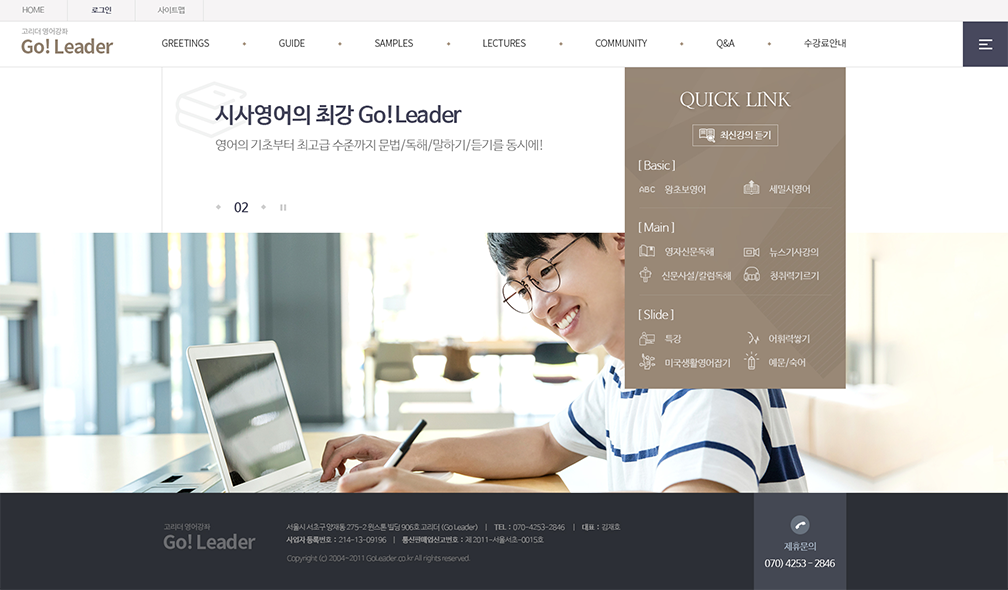 HOME 로그인 사이트맵
고리더 영어강좌
Go! Leader
GREETINGS GUIDE SAMPLES LECTURES COMMUNITY Q&A 수강료안내
시사영어의 최강 Go! Leader
영어의 기초부터 최고급 수준까지 문법/독해/말하기/듣기를 동시에!
02
QUICK LINK
최신강의 듣기
[ Basic ]
ABC 왕초보영어 세밀시영어
[ Main ]
영자신문독해 뉴스기사강의
신문사설/칼럼독해 청취력기르기
[ Slide ]
특강 어휘력쌓기
미국생활영어잡기 예문/숙어
고리더 영어강좌
Go! Leader
서울시 서초구 양재동 275-2 윈스톤 빌딩 906호 고리더 (Go! Leader) | TEL : 070-4253-2846 | 대표 : 김재호
사업자 등록번호 : 214-13-09196 | 통신판매업신고번호 : 제 2011-서울서초-0015호
Copyright (c) 2004-2011 GoLeader.co.kr All rights reserved.
제휴문의
070) 4253 - 2846